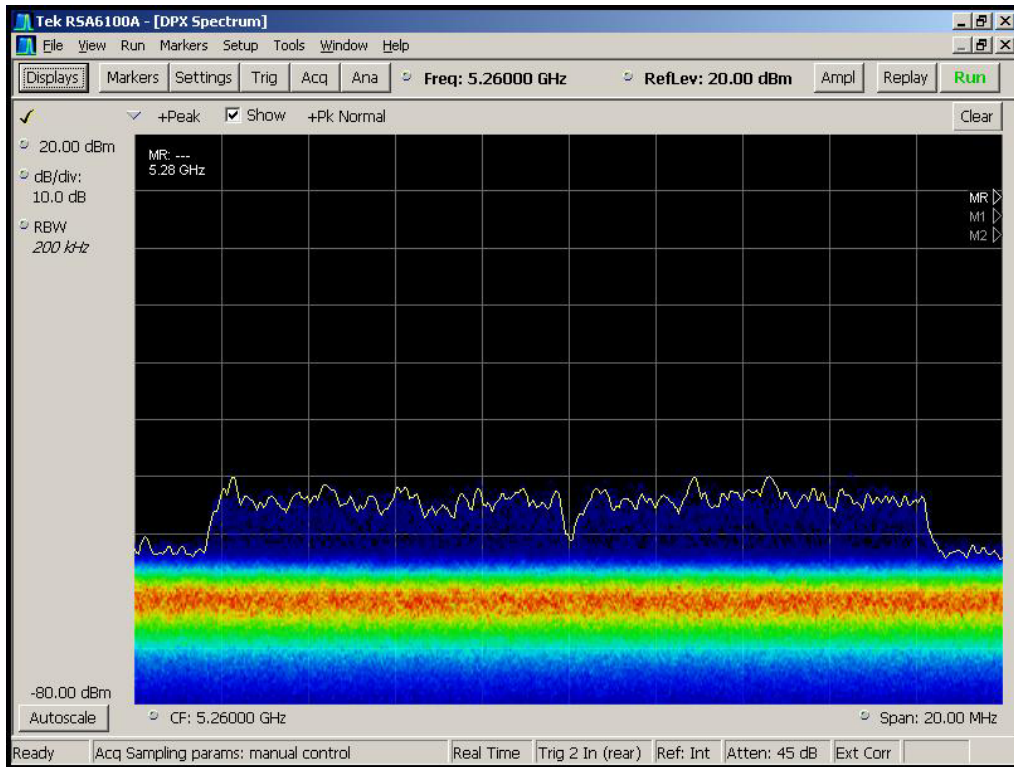 Tek RSA6100A - [DPX Spectrum]
File View Run Markers Setup Tools Window Help
Displays Markers Settings Trig Acq Ana Freq: 5.26000 GHz RefLev: 20.00 dBm Ampl Replay Run
+Peak Show +Pk Normal Clear
20.00 dBm
MR: ---
5.28 GHz
dB/div:
10.0 dB
MR
RBW
M1
200 kHz
M2
-80.00 dBm
Autoscale CF: 5.26000 GHz Span: 20.00 MHz
Ready Acq Sampling params: manual control Real Time Trig 2 In (rear) Ref: Int Atten: 45 dB Ext Corr